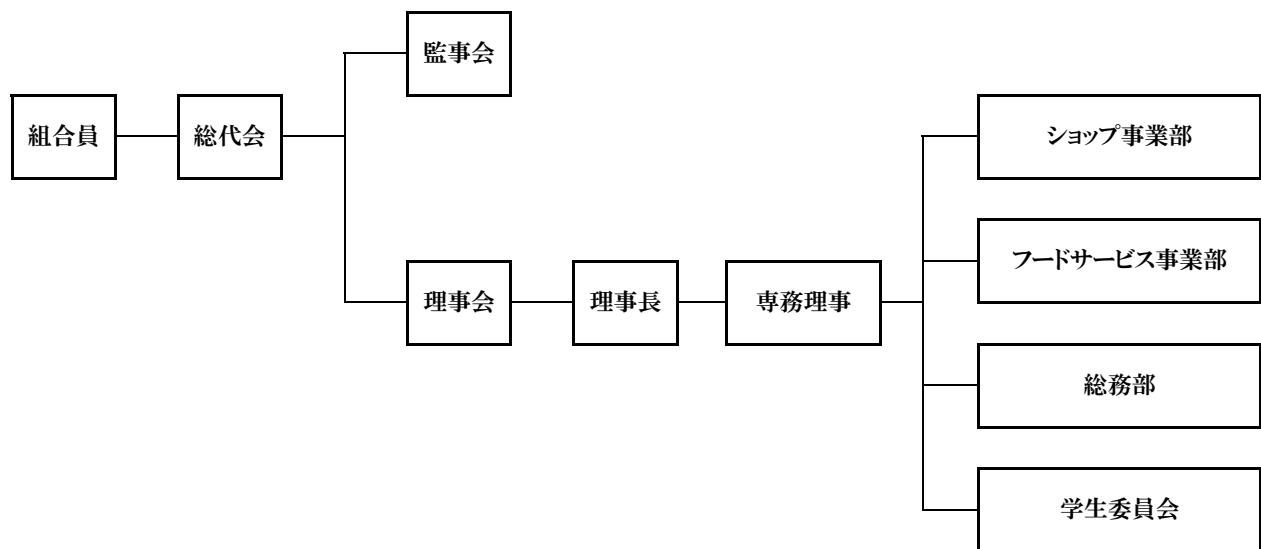 組合員
総代会
監事会
理事会
理事長
専務理事
ショップ事業部
フードサービス事業部
総務部
学生委員会